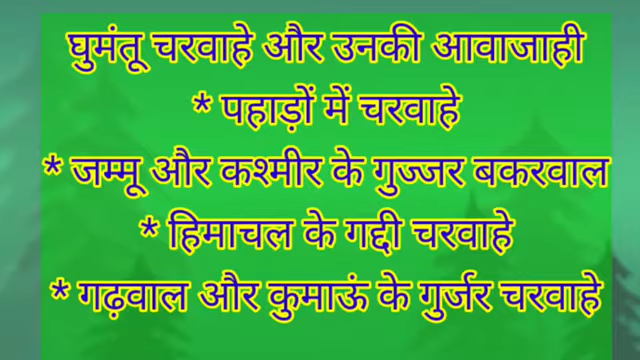 घुमंतू चरवाहे और उनकी आवाजाही
* पहाड़ों में चरवाहे
* जम्मू और कश्मीर के गुज्जर बकरवाल
* हिमाचल के गद्दी चरवाहे
* गढ़वाल और कुमाऊं के गुर्जर चरवाहे